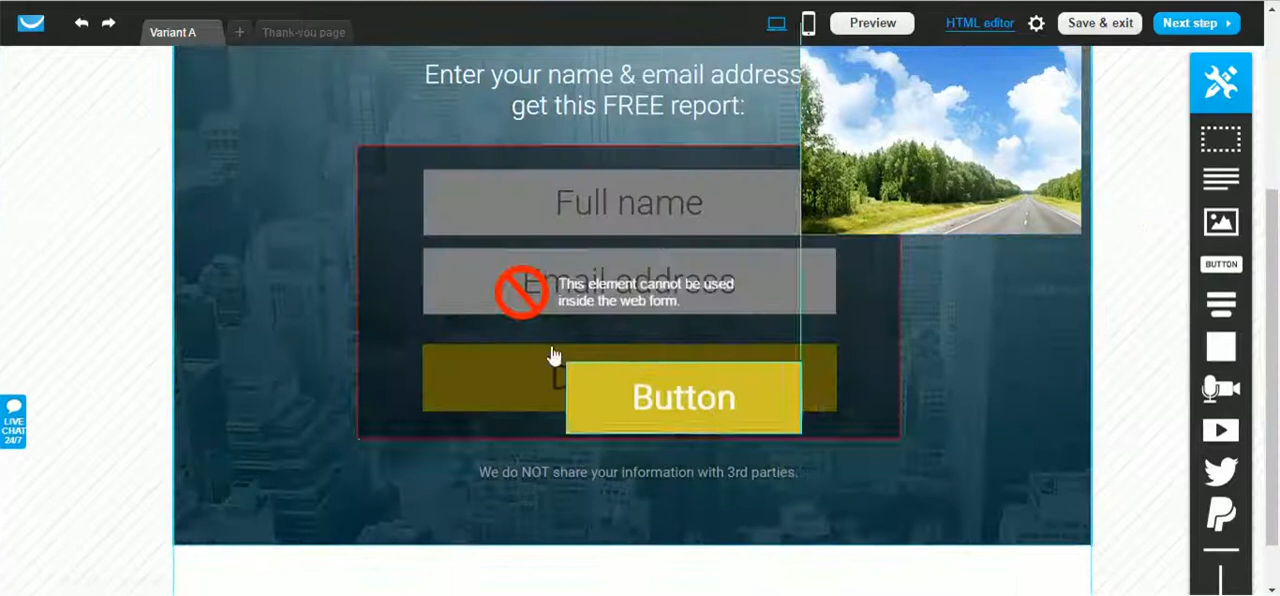 Variant A
+
Thank-you page
Preview
HTML editor
Save & exit
Next step
Enter your name & email address
get this FREE report:
Full name
Email address
This element cannot be used
inside the web form.
D
Button
We do NOT share your information with 3rd parties.
LIVE
CHAT
24/7
BUTTON